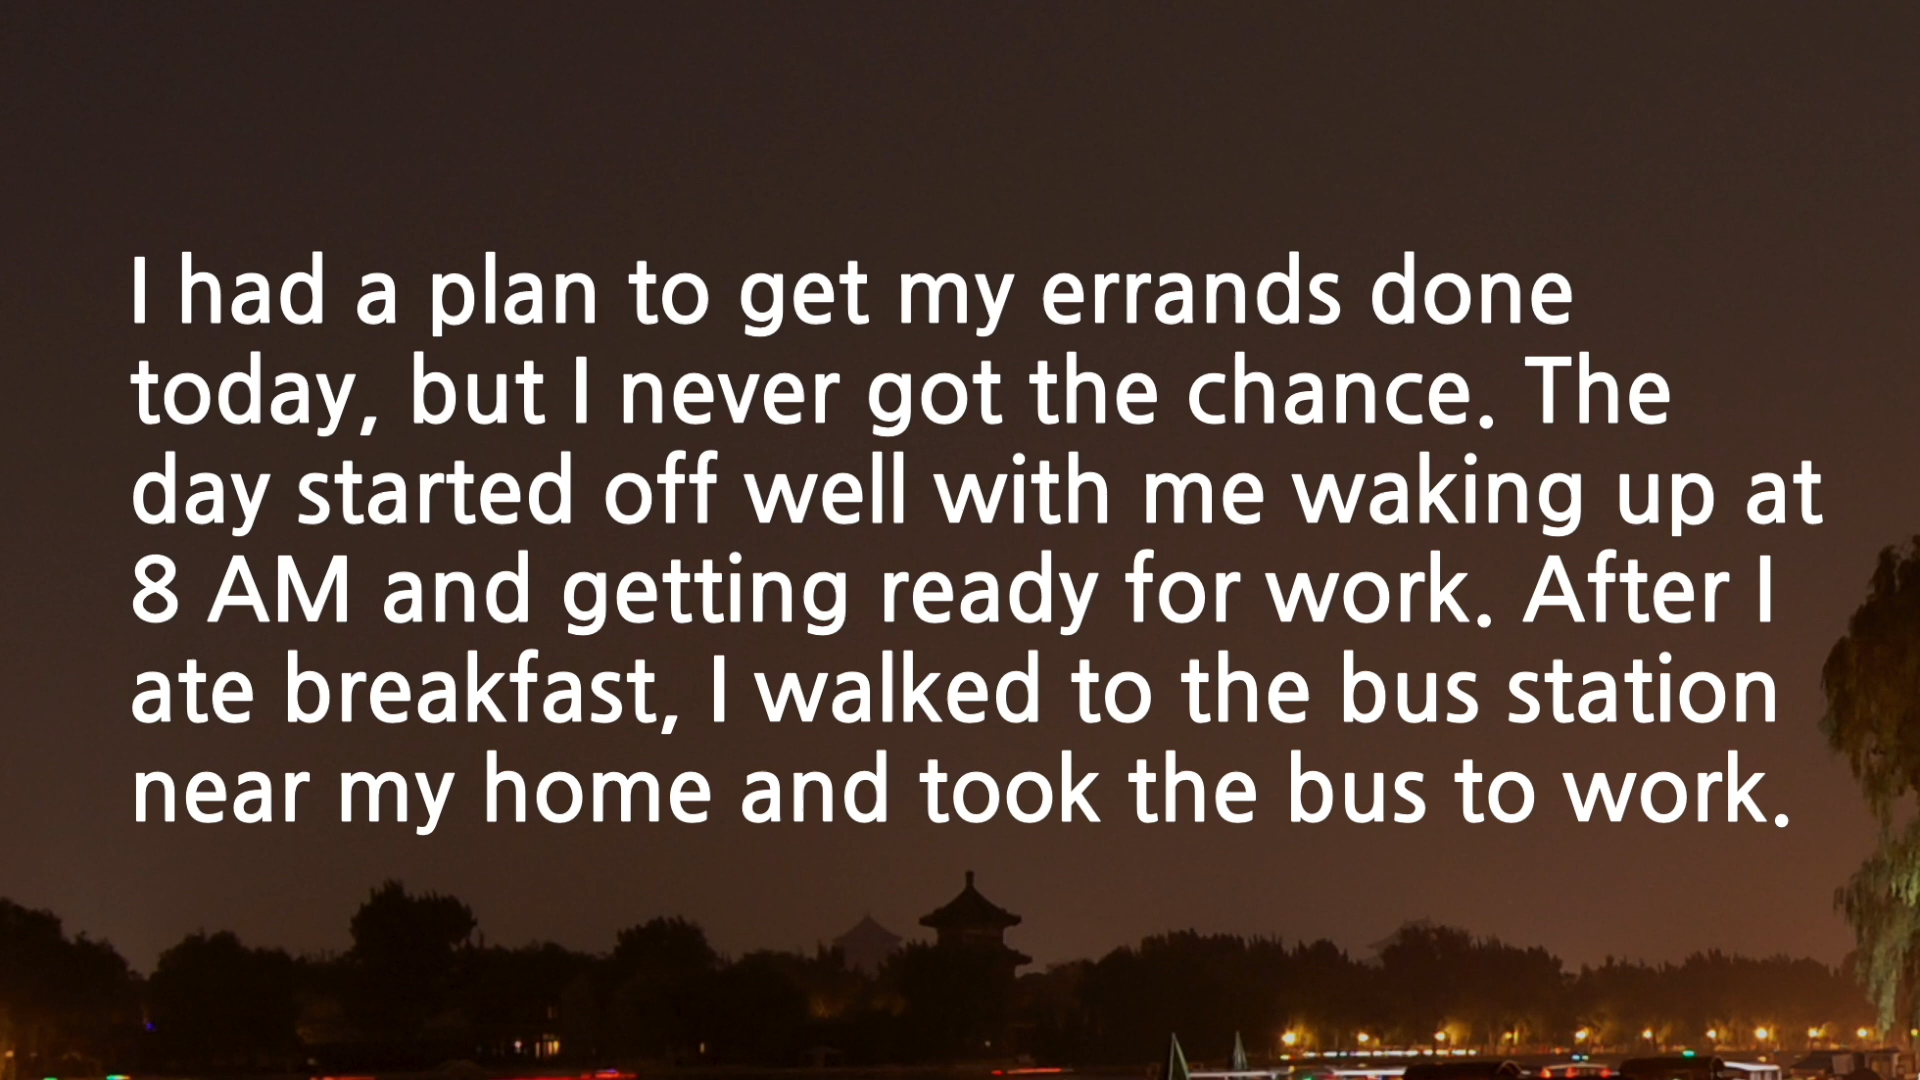 I had a plan to get my errands done
today, but I never got the chance. The
day started off well with me waking up at
8 AM and getting ready for work. After I
ate breakfast, I walked to the bus station
near my home and took the bus to work.